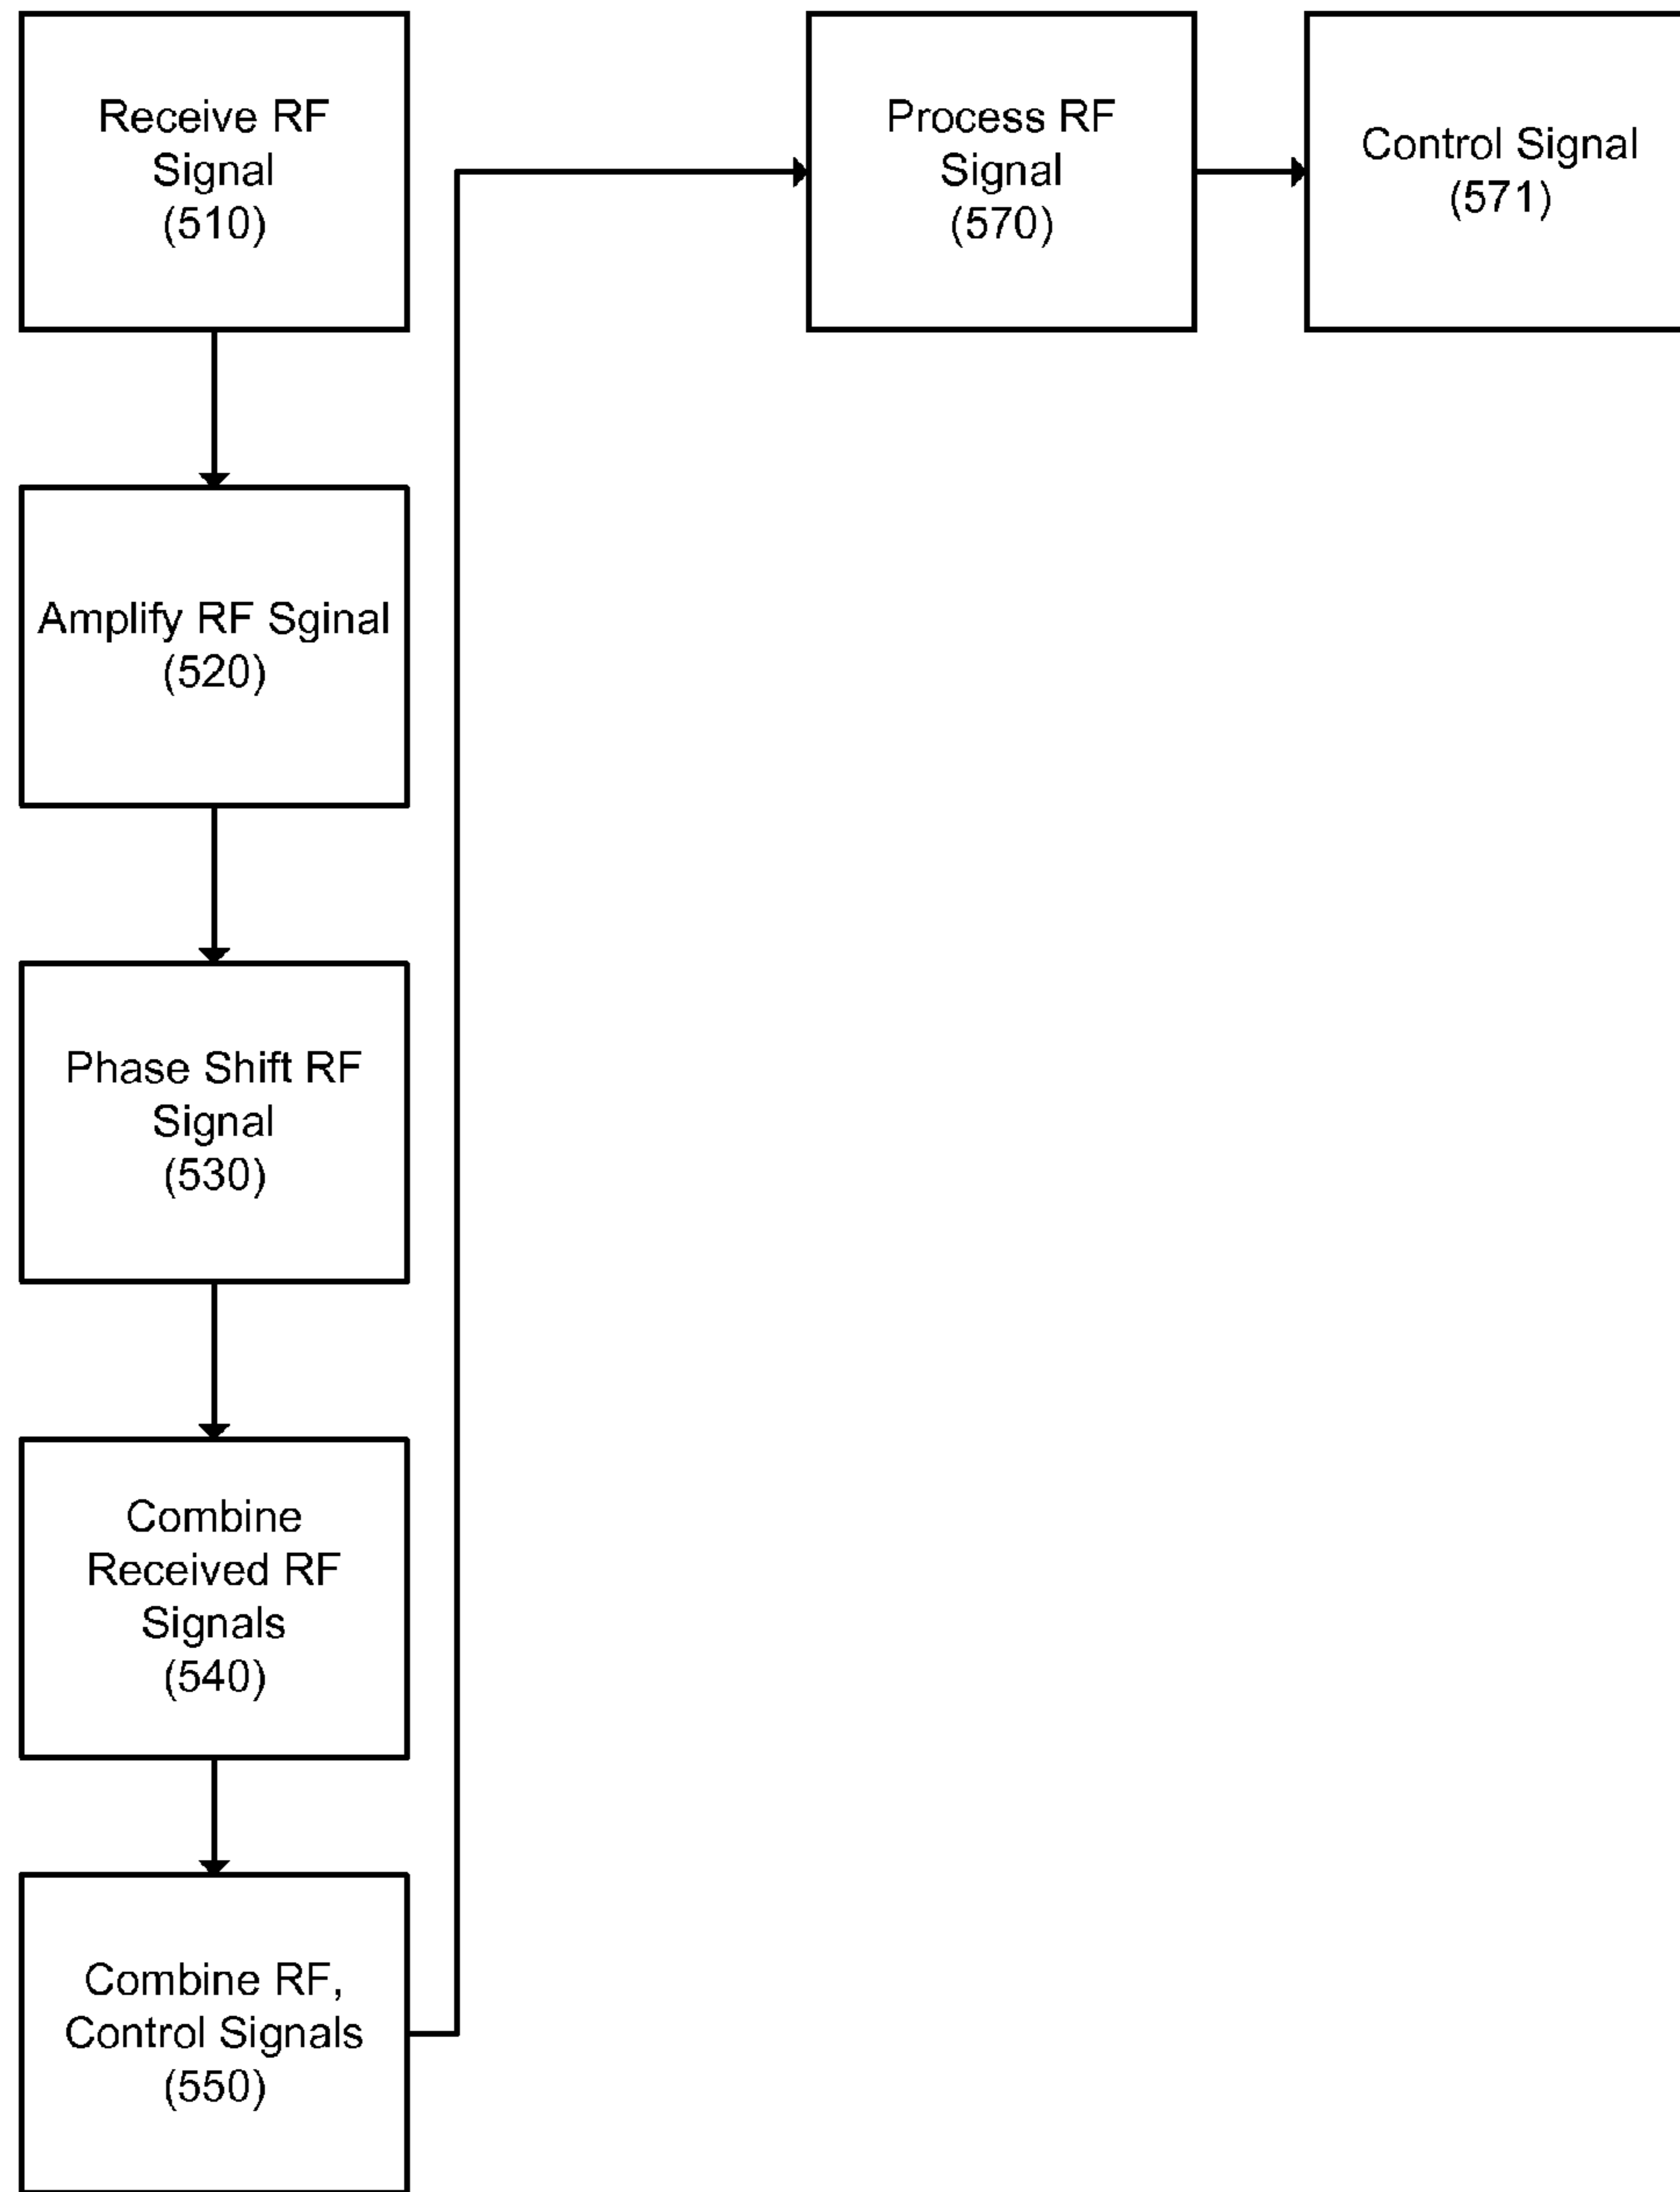 Receive RF
Signal
(510)
Amplify RF Sginal
(520)
Phase Shift RF
Signal
(530)
Combine
Received RF
Signals
(540)
Combine RF,
Control Signals
(550)
Process RF
Signal
(570)
Control Signal
(571)